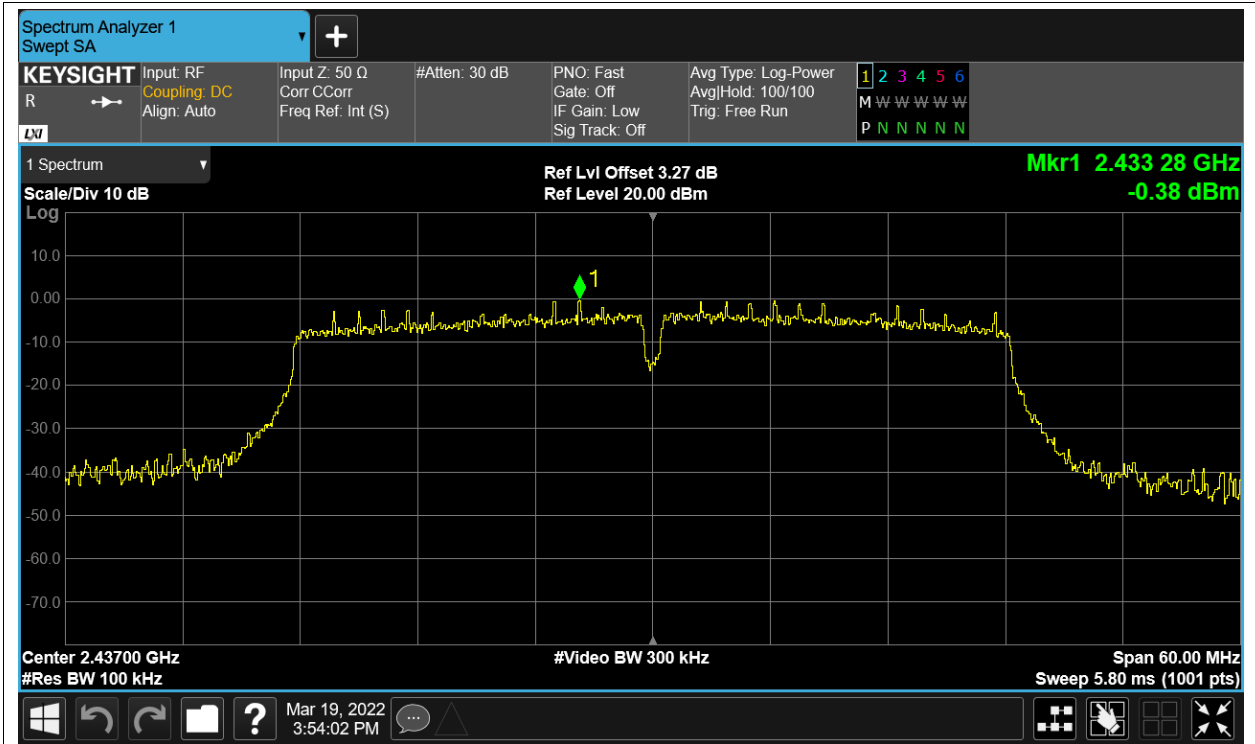 Spectrum Analyzer 1
Swept SA
KEYSIGHT
R
LXI
Input: RF
Coupling: DC
Align: Auto
Input Z: 50 Ω
Corr CCorr
Freq Ref: Int (S)
#Atten: 30 dB
PNO: Fast
Gate: Off
IF Gain: Low
Sig Track: Off
Avg Type: Log-Power
Avg|Hold: 100/100
Trig: Free Run
1 2 3 4 5 6
M W W W W W
P N N N N N
1 Spectrum
Scale/Div 10 dB
Ref Lvl Offset 3.27 dB
Ref Level 20.00 dBm
Mkr1 2.433 28 GHz
-0.38 dBm
Log
10.0
0.00
-10.0
-20.0
-30.0
-40.0
-50.0
-60.0
-70.0
1
Center 2.43700 GHz
#Res BW 100 kHz
#Video BW 300 kHz
Span 60.00 MHz
Sweep 5.80 ms (1001 pts)
?
Mar 19, 2022
3:54:02 PM